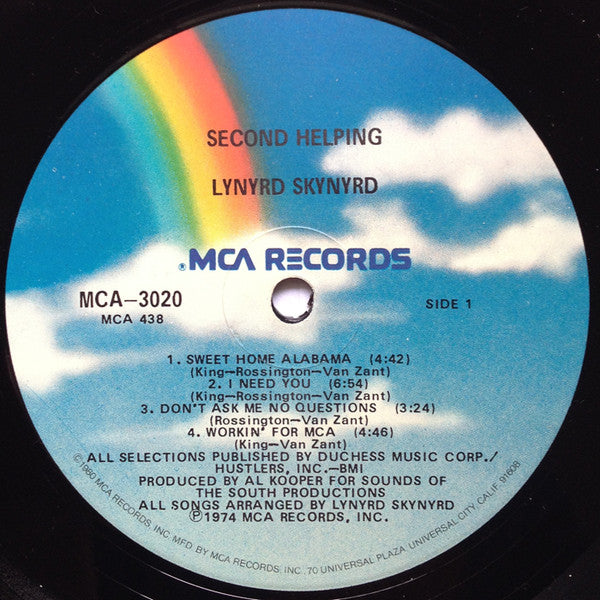 SECOND HELPING
LYNYRD SKYNYRD
®MCA RECORDS
MCA–3020
MCA 438
SIDE 1
1. SWEET HOME ALABAMA (4:42)
(King–Rossington–Van Zant)
2. I NEED YOU (6:54)
(King–Rossington–Van Zant)
3. DON'T ASK ME NO QUESTIONS (3:24)
(Rossington–Van Zant)
4. WORKIN' FOR MCA (4:46)
(King–Van Zant)
ALL SELECTIONS PUBLISHED BY DUCHESS MUSIC CORP./
HUSTLERS, INC.–BMI
PRODUCED BY AL KOOPER FOR SOUNDS OF
THE SOUTH PRODUCTIONS
ALL SONGS ARRANGED BY LYNYRD SKYNYRD
℗1974 MCA RECORDS, INC.
©1980 MCA RECORDS, INC. MFD. BY MCA RECORDS, INC. 70 UNIVERSAL PLAZA, UNIVERSAL CITY, CALIF. 91608